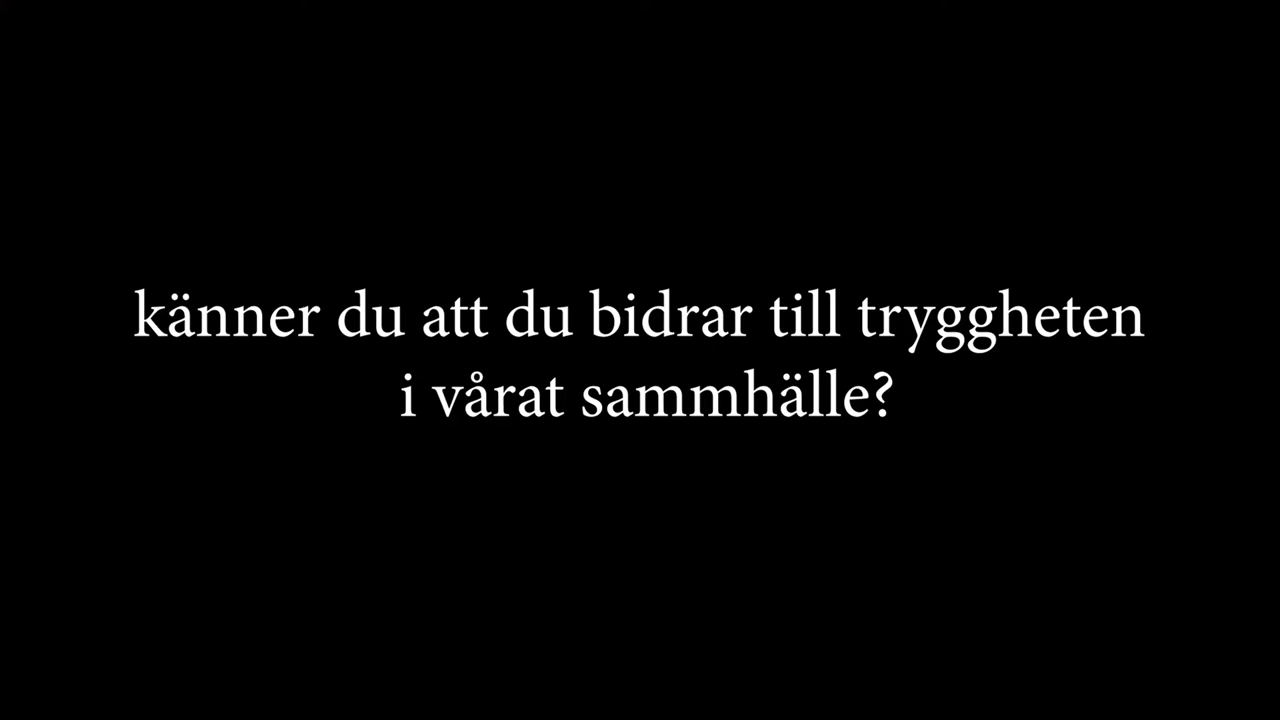 känner du att du bidrar till tryggheten
i vårat sammhälle?